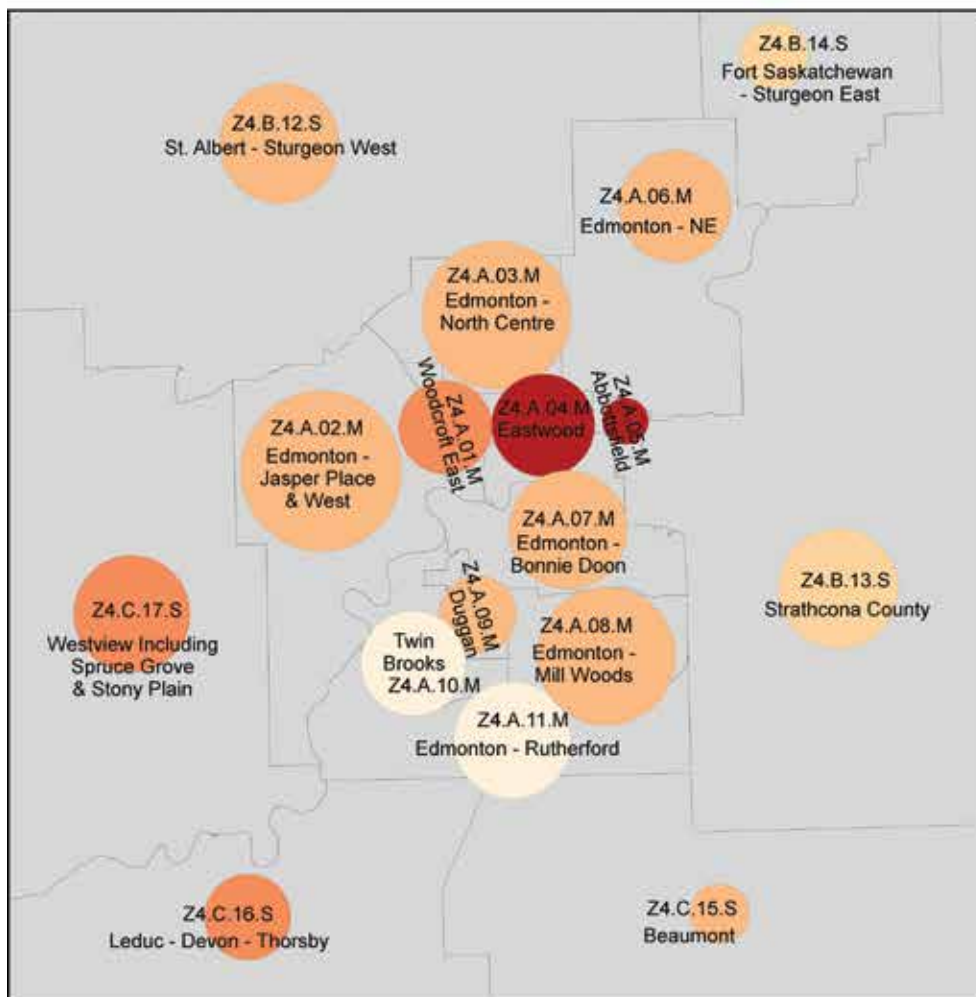 Z4.B.14.S
Fort Saskatchewan
- Sturgeon East
Z4.B.12.S
St. Albert - Sturgeon West
Z4.A.06.M
Edmonton - NE
Z4.A.03.M
Edmonton -
North Centre
Z4.A.01.M
Woodcroft East
Z4.A.04.M
Eastwood
Z4.A.05.M
Abbottsfield
Z4.A.02.M
Edmonton -
Jasper Place
& West
Z4.A.07.M
Edmonton -
Bonnie Doon
Z4.B.13.S
Strathcona County
Z4.C.17.S
Westview Including
Spruce Grove
& Stony Plain
Z4.A.09.M
Duggan
Twin
Brooks
Z4.A.10.M
Z4.A.08.M
Edmonton -
Mill Woods
Z4.A.11.M
Edmonton - Rutherford
Z4.C.16.S
Leduc - Devon - Thorsby
Z4.C.15.S
Beaumont